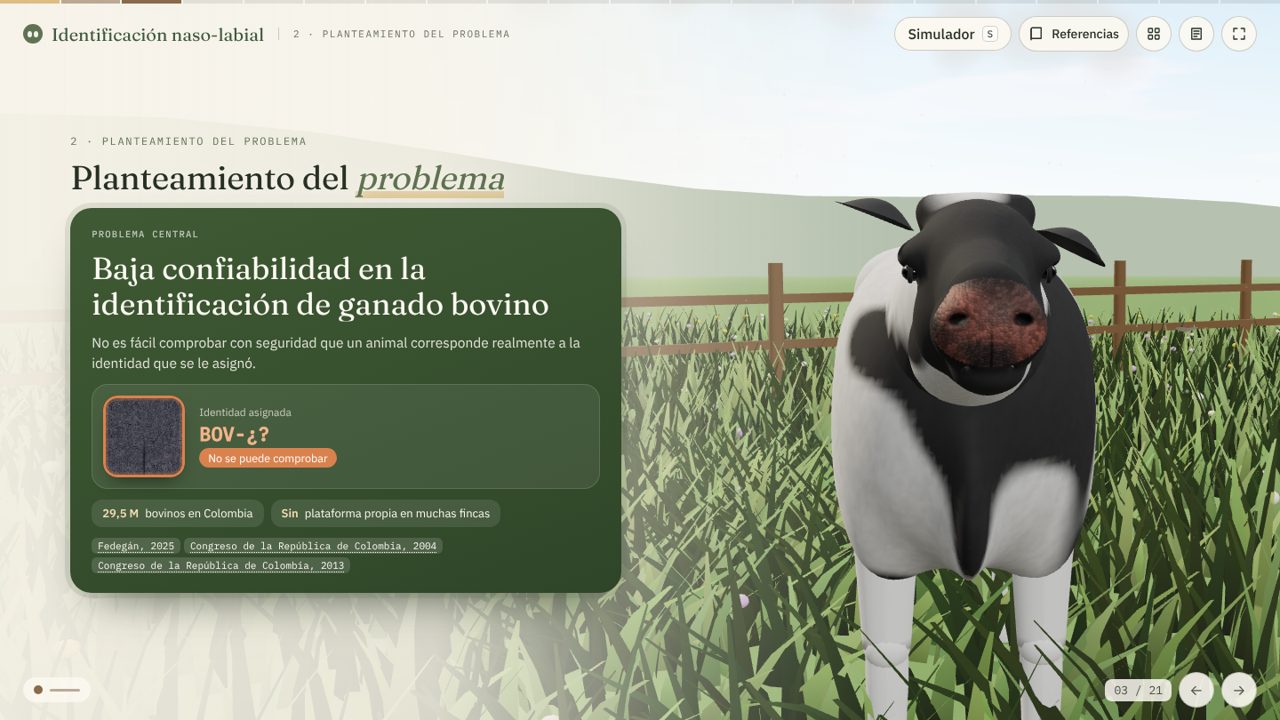 Identificación naso-labial
2 · PLANTEAMIENTO DEL PROBLEMA
Simulador S
Referencias
2 · PLANTEAMIENTO DEL PROBLEMA
Planteamiento del problema
PROBLEMA CENTRAL
Baja confiabilidad en la
identificación de ganado bovino
No es fácil comprobar con seguridad que un animal corresponde realmente a la
identidad que se le asignó.
Identidad asignada
BOV-¿?
No se puede comprobar
29,5 M bovinos en Colombia
Sin plataforma propia en muchas fincas
Fedegán, 2025
Congreso de la República de Colombia, 2004
Congreso de la República de Colombia, 2013
03 / 21